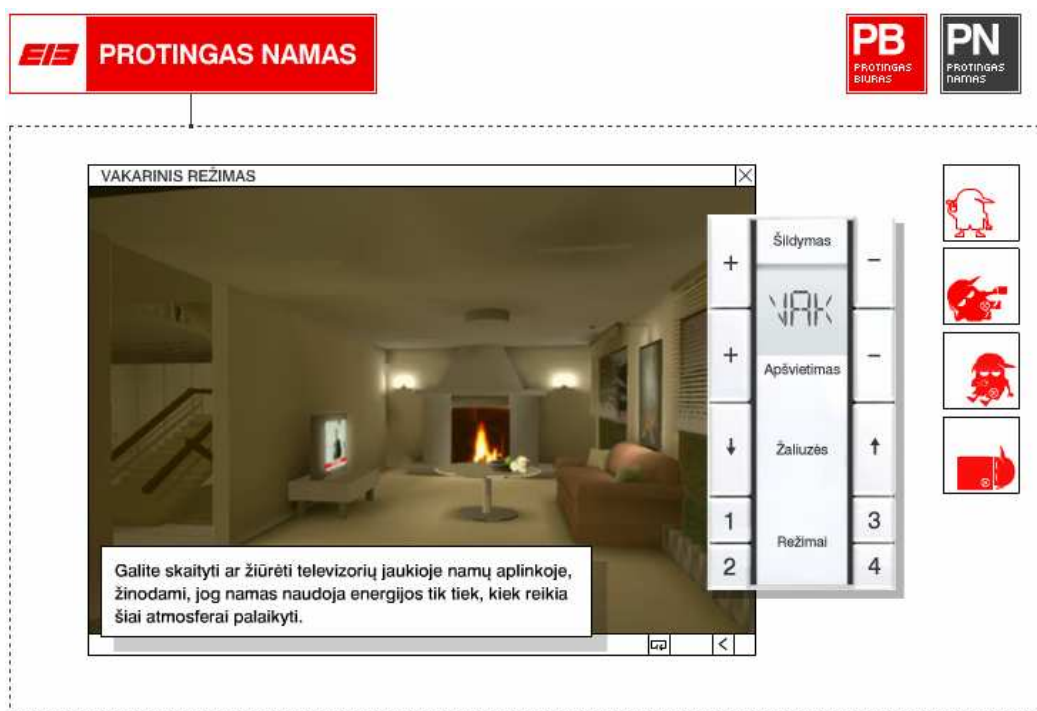 EIB PROTINGAS NAMAS
PB
PROTINGAS
BIURAS
PN
PROTINGAS
NAMAS
VAKARINIS REŽIMAS
Šildymas
+ −
VAK
+ −
Apšvietimas
↓ Žaliuzės ↑
1 3
Režimai
2 4
Galite skaityti ar žiūrėti televizorių jaukioje namų aplinkoje,
žinodami, jog namas naudoja energijos tik tiek, kiek reikia
šiai atmosferai palaikyti.
<